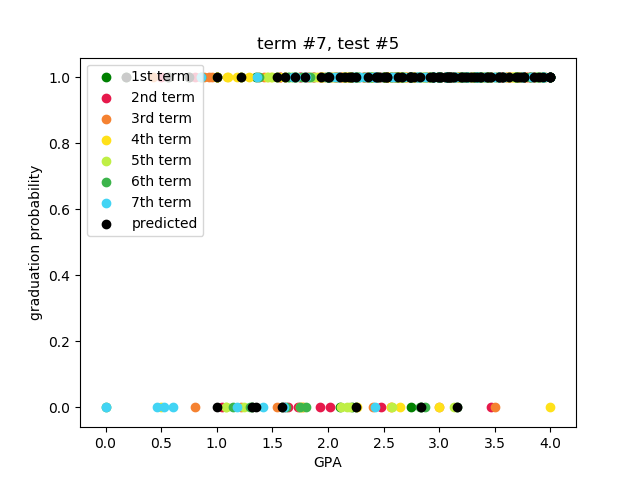 term #7, test #5
graduation probability
1.0
0.8
0.6
0.4
0.2
0.0
1st term
2nd term
3rd term
4th term
5th term
6th term
7th term
predicted
0.0 0.5 1.0 1.5 2.0 2.5 3.0 3.5 4.0
GPA